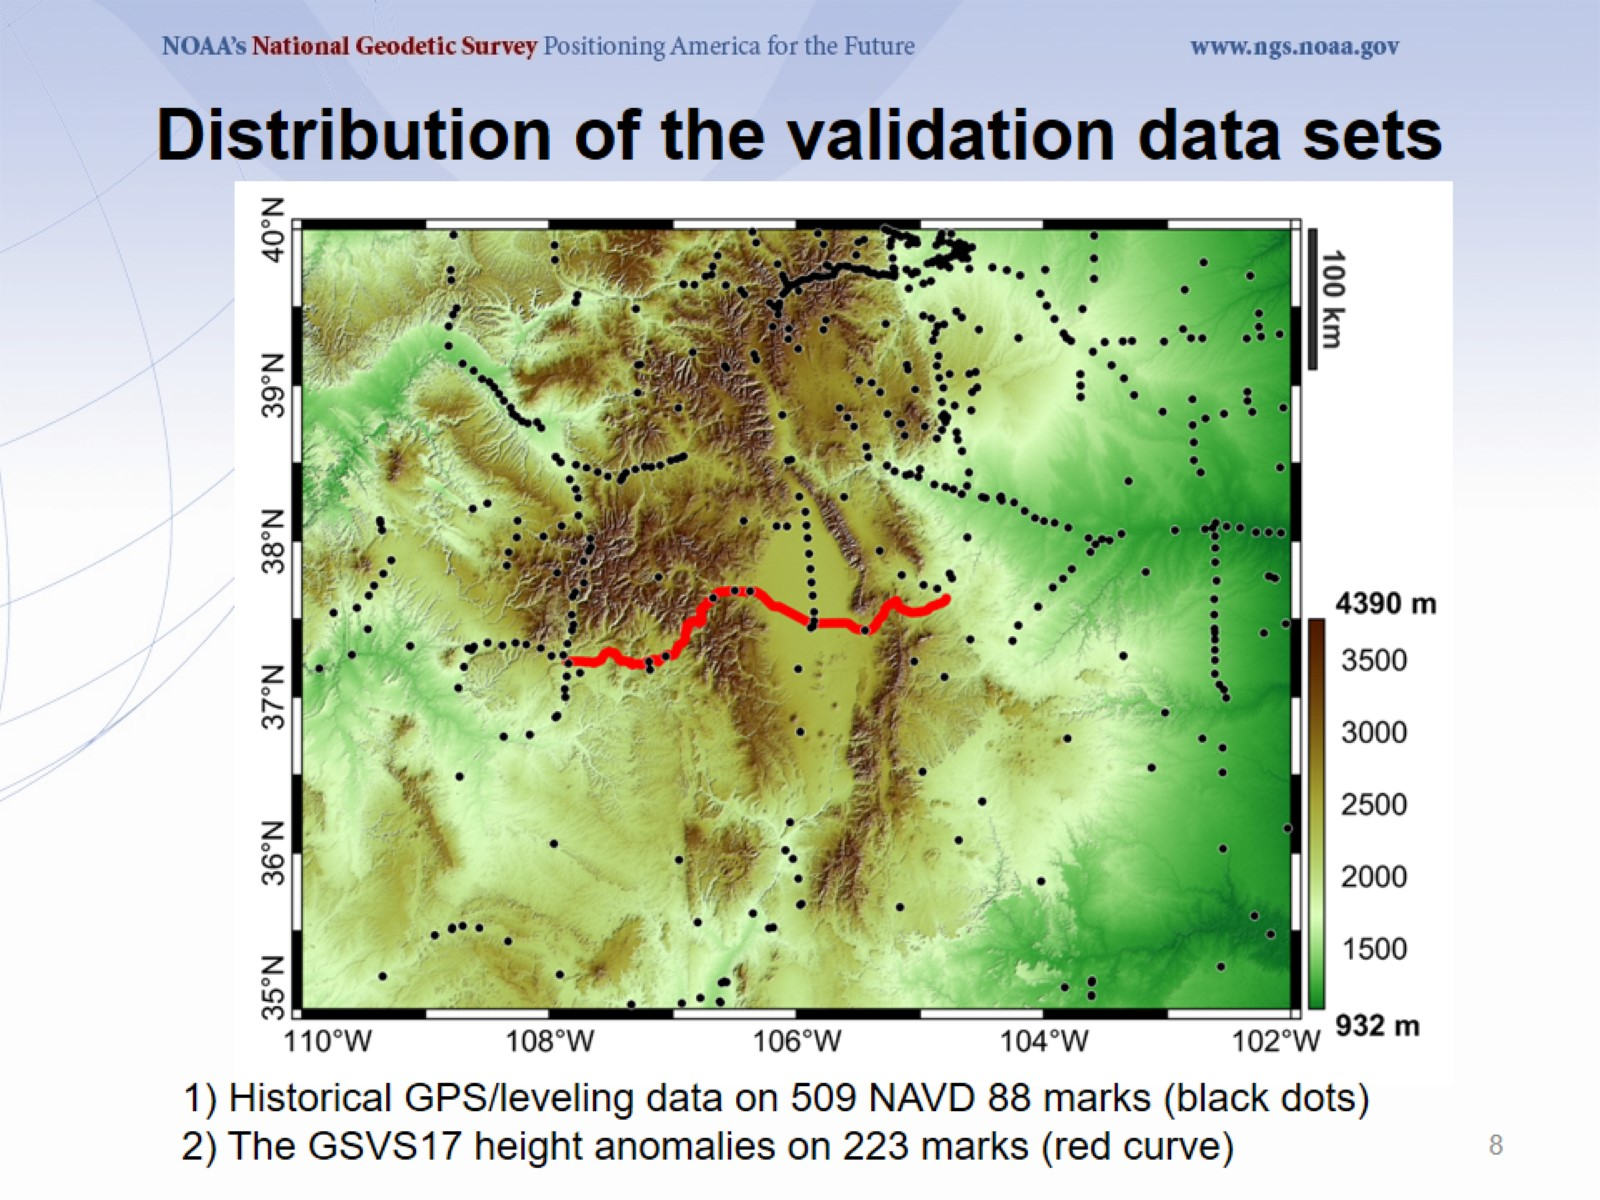 NOAA's National Geodetic Survey Positioning America for the Future
www.ngs.noaa.gov
Distribution of the validation data sets
40°N
39°N
38°N
37°N
36°N
35°N
110°W
108°W
106°W
104°W
102°W
100 km
4390 m
3500
3000
2500
2000
1500
932 m
1) Historical GPS/leveling data on 509 NAVD 88 marks (black dots)
2) The GSVS17 height anomalies on 223 marks (red curve)
8